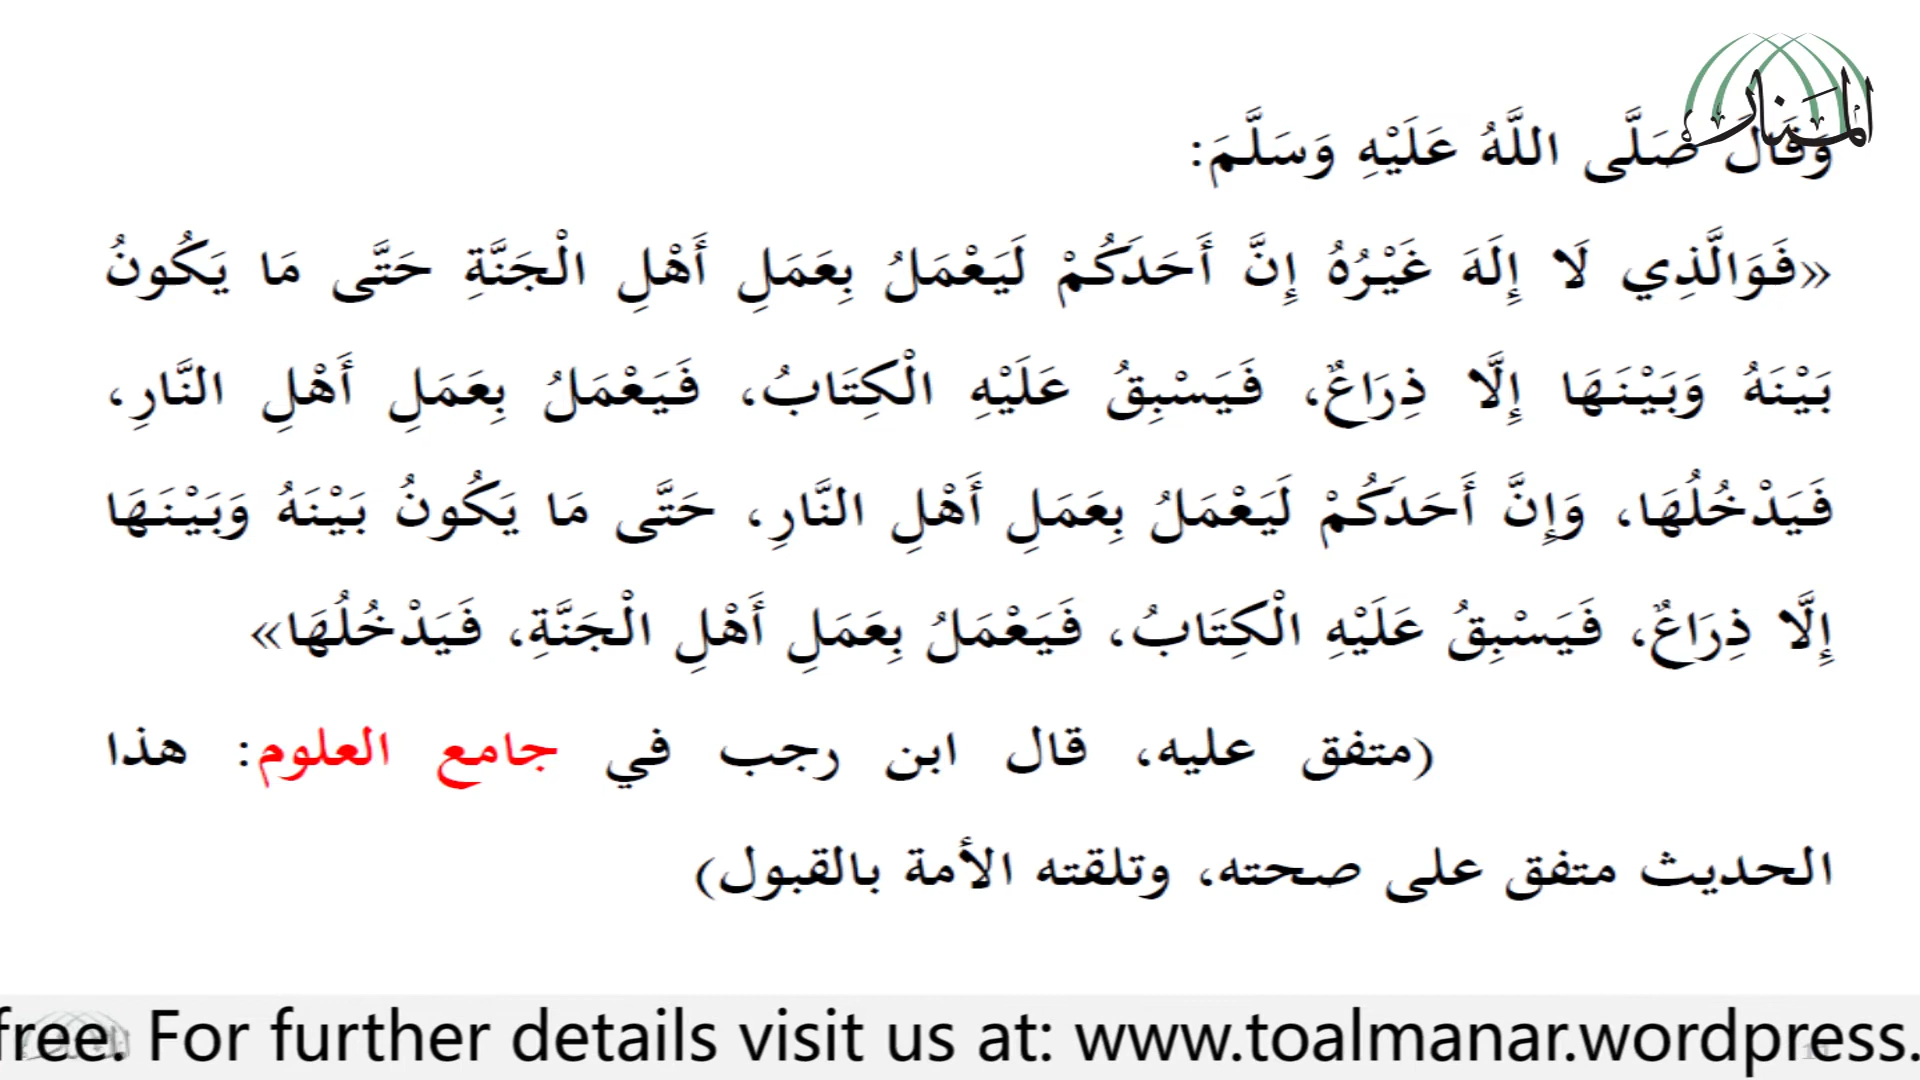 المنار
وَقَالَ صَلَّى اللَّهُ عَلَيْهِ وَسَلَّمَ:
«فَوَالَّذِي لَا إِلَهَ غَيْرُهُ إِنَّ أَحَدَكُمْ لَيَعْمَلُ بِعَمَلِ أَهْلِ الْجَنَّةِ حَتَّى مَا يَكُونُ
بَيْنَهُ وَبَيْنَهَا إِلَّا ذِرَاعٌ، فَيَسْبِقُ عَلَيْهِ الْكِتَابُ، فَيَعْمَلُ بِعَمَلِ أَهْلِ النَّارِ،
فَيَدْخُلُهَا، وَإِنَّ أَحَدَكُمْ لَيَعْمَلُ بِعَمَلِ أَهْلِ النَّارِ، حَتَّى مَا يَكُونُ بَيْنَهُ وَبَيْنَهَا
إِلَّا ذِرَاعٌ، فَيَسْبِقُ عَلَيْهِ الْكِتَابُ، فَيَعْمَلُ بِعَمَلِ أَهْلِ الْجَنَّةِ، فَيَدْخُلُهَا»
(متفق عليه، قال ابن رجب في جامع العلوم: هذا
الحديث متفق على صحته، وتلقته الأمة بالقبول)
free. For further details visit us at: www.toalmanar.wordpress.